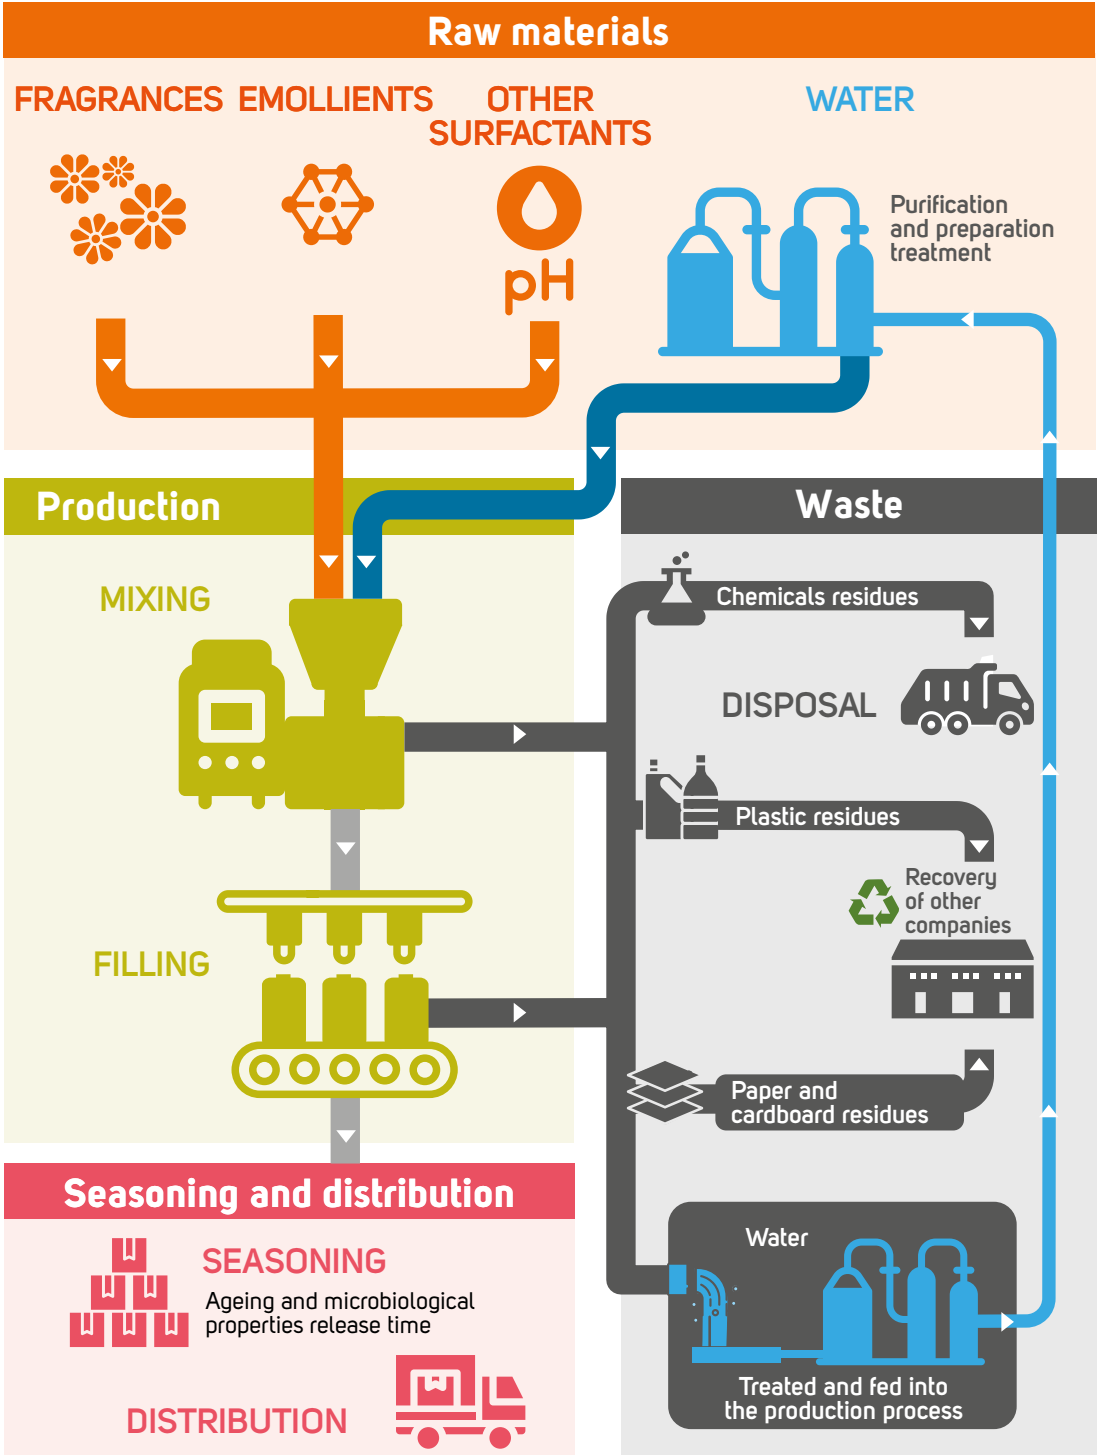 Raw materials
FRAGRANCES
EMOLLIENTS
OTHER
SURFACTANTS
pH
WATER
Purification
and preparation
treatment
Production
MIXING
FILLING
Waste
Chemicals residues
DISPOSAL
Plastic residues
Recovery
of other
companies
Paper and
cardboard residues
Water
Treated and fed into
the production process
Seasoning and distribution
SEASONING
Ageing and microbiological
properties release time
DISTRIBUTION